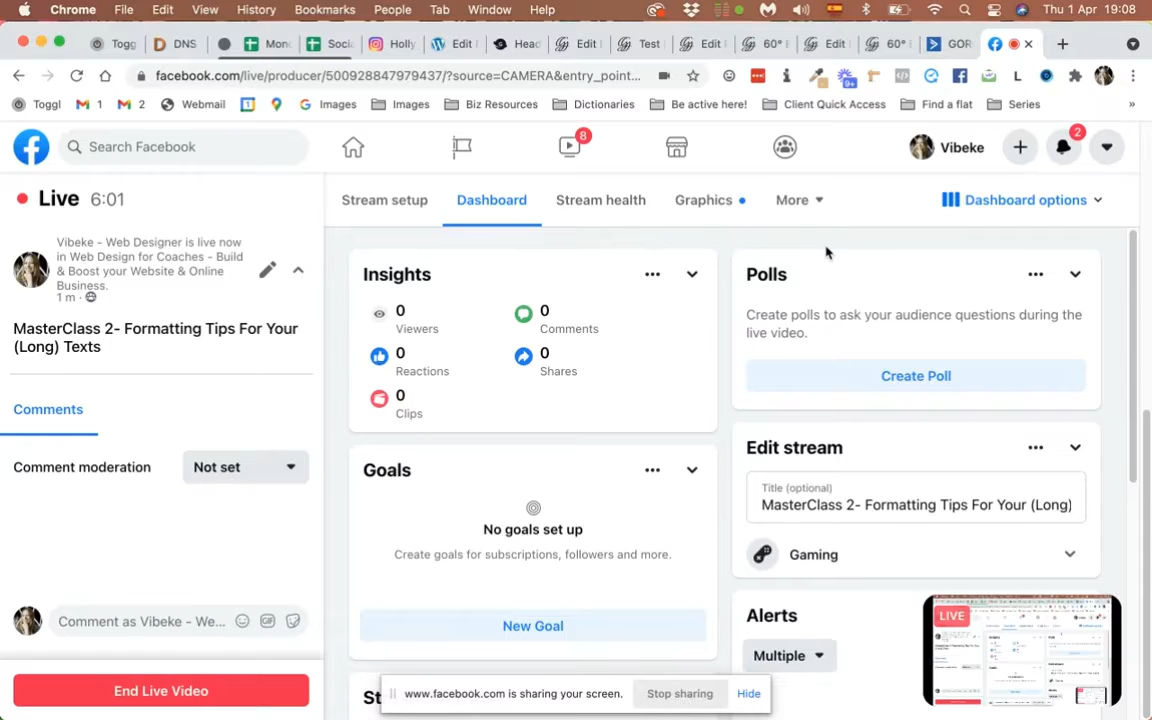 Chrome File Edit View History Bookmarks People Tab Window Help Thu 1 Apr 19:08
Togg DNS Mon Socia Holly Edit Head Edit Test Edit 60° Edit 60° GOR
facebook.com/live/producer/500928847979437/?source=CAMERA&entry_point...
9+ L
Toggl 1 2 Webmail 1 Images Images Biz Resources Dictionaries Be active here! Client Quick Access Find a flat Series »
Search Facebook 8 Vibeke 2
Live 6:01
Stream setup Dashboard Stream health Graphics More Dashboard options
Vibeke - Web Designer is live now
in Web Design for Coaches - Build
& Boost your Website & Online
Business.
1 m ·
MasterClass 2- Formatting Tips For Your
(Long) Texts
Comments
Comment moderation Not set
Comment as Vibeke - We...
End Live Video
Insights
0 Viewers
0 Comments
0 Reactions
0 Shares
0 Clips
Goals
No goals set up
Create goals for subscriptions, followers and more.
New Goal
Polls
Create polls to ask your audience questions during the
live video.
Create Poll
Edit stream
Title (optional)
MasterClass 2- Formatting Tips For Your (Long)
Gaming
Alerts
Multiple
LIVE
St
www.facebook.com is sharing your screen. Stop sharing Hide